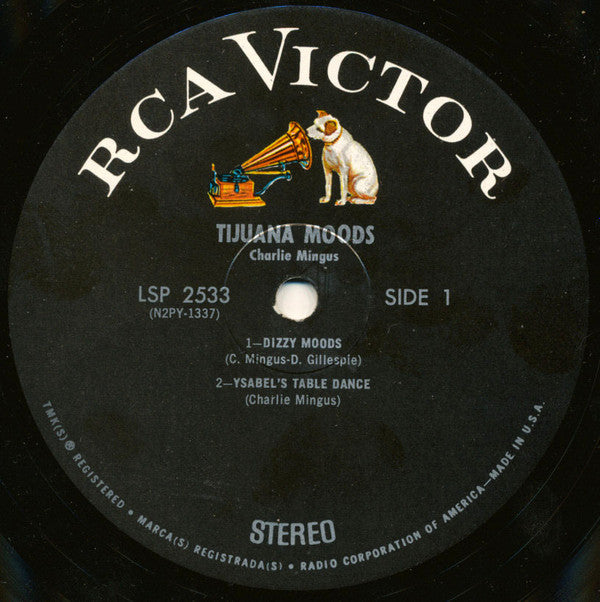 RCA VICTOR
TIJUANA MOODS
Charlie Mingus
LSP 2533
(N2PY-1337)
SIDE 1
1—DIZZY MOODS
(C. Mingus-D. Gillespie)
2—YSABEL'S TABLE DANCE
(Charlie Mingus)
STEREO
TMK(S)® REGISTERED • MARCA(S) REGISTRADA(S) • RADIO CORPORATION OF AMERICA—MADE IN U.S.A.